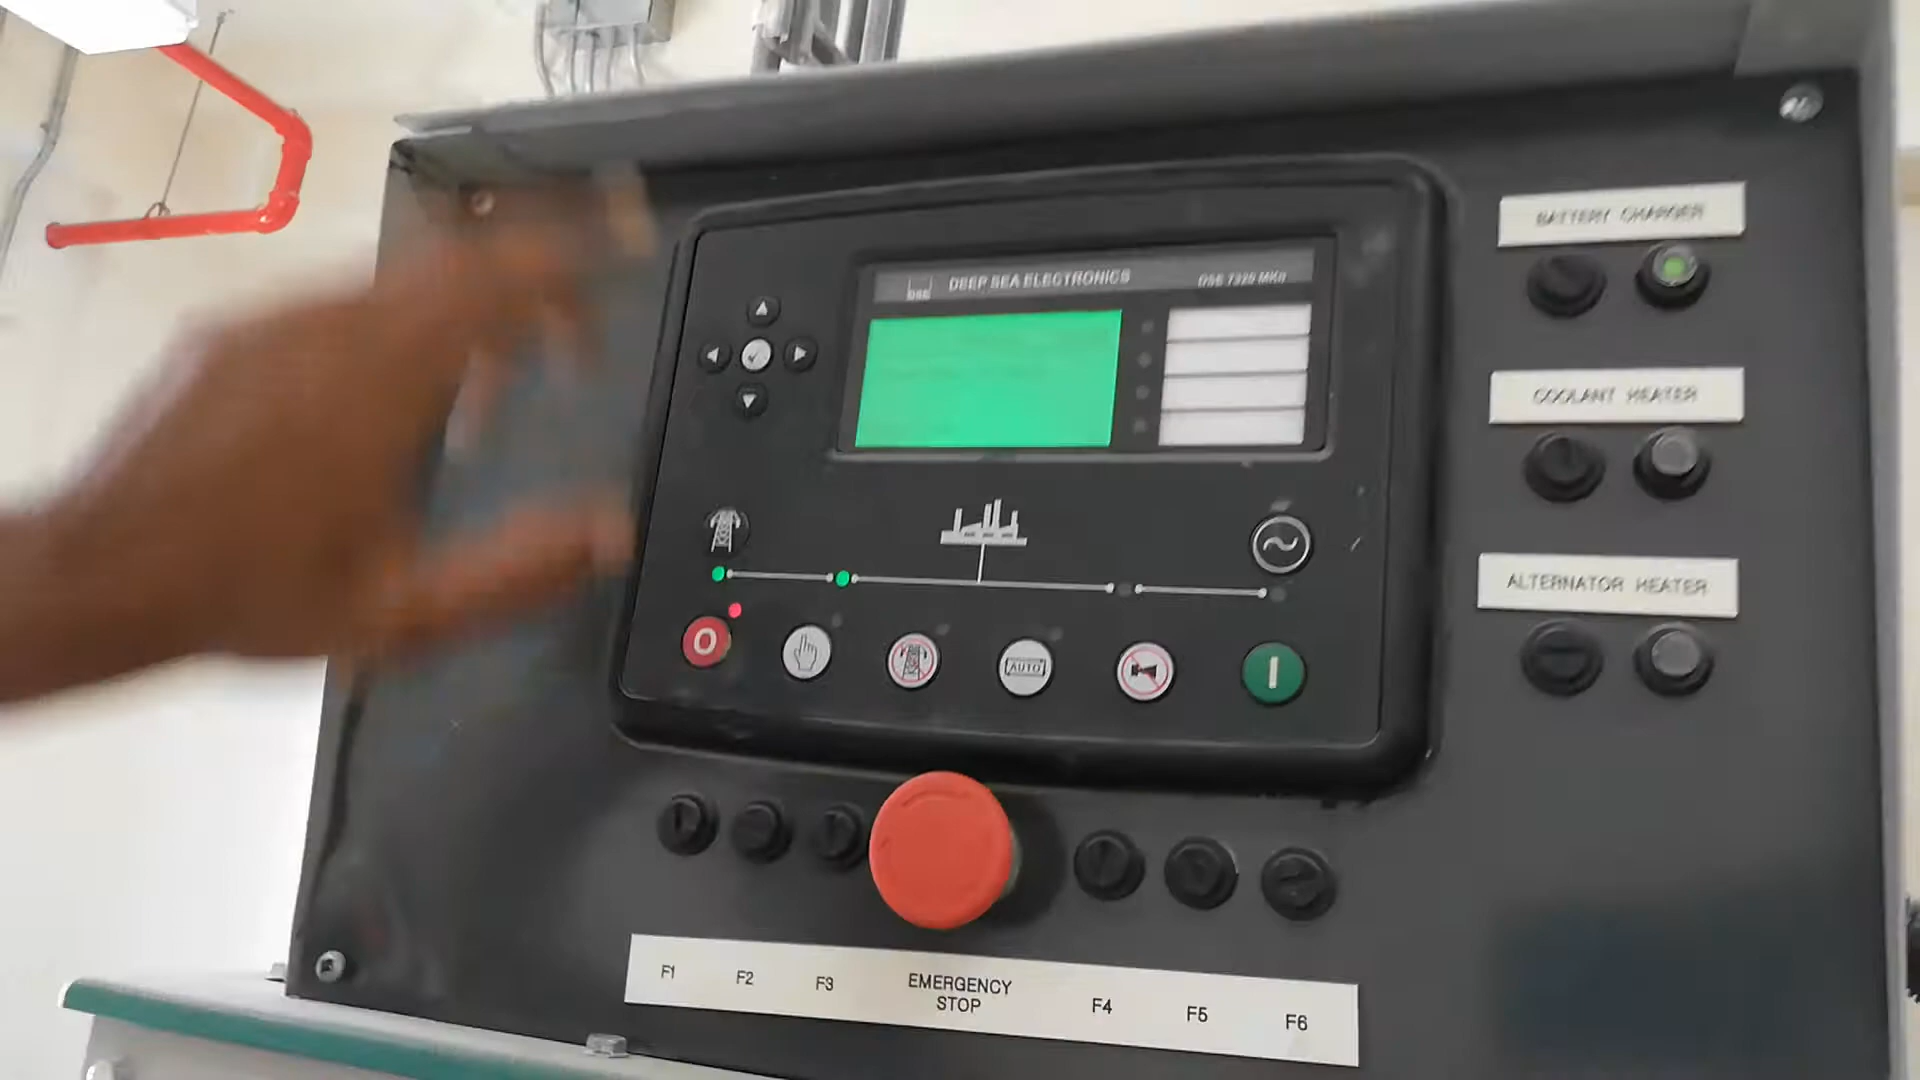 BATTERY CHARGER
DSE
DEEP SEA ELECTRONICS
DSE 7320 MKII
COOLANT HEATER
ALTERNATOR HEATER
O
AUTO
I
F1
F2
F3
EMERGENCY
STOP
F4
F5
F6